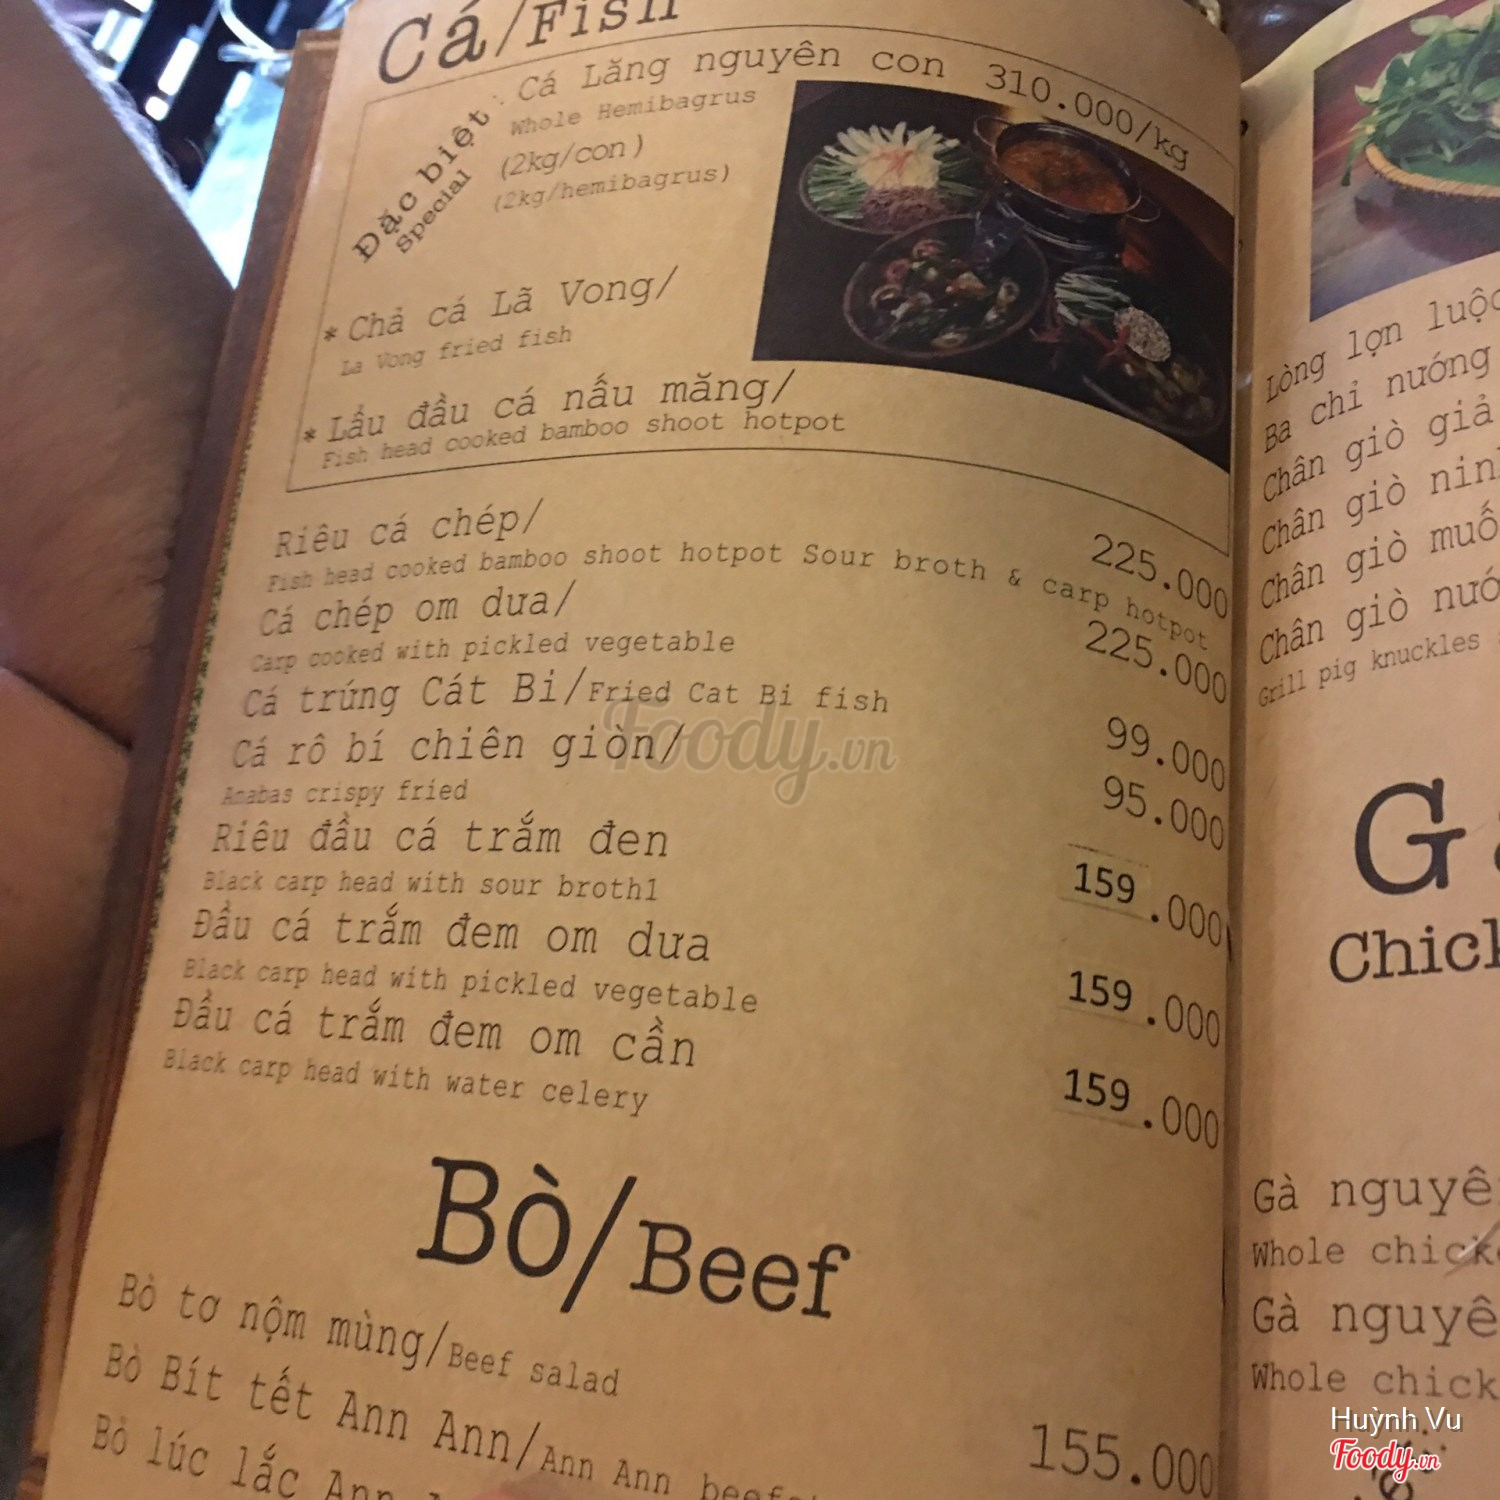 Cá/Fish
Đặc biệt
Special
Cá Lăng nguyên con 310.000/kg
Whole Hemibagrus
(2kg/con)
(2kg/hemibagrus)
* Chả cá Lã Vong/
La Vong fried fish
* Lẩu đầu cá nấu măng/
Fish head cooked bamboo shoot hotpot
Riêu cá chép/ 225.000
Fish head cooked bamboo shoot hotpot Sour broth & carp hotpot
Cá chép om dưa/ 225.000
Carp cooked with pickled vegetable
Cá trứng Cát Bi/Fried Cat Bi fish 99.000
Cá rô bí chiên giòn/ 95.000
Anabas crispy fried
Riêu đầu cá trắm đen 159.000
Black carp head with sour broth1
Đầu cá trắm đem om dưa 159.000
Black carp head with pickled vegetable
Đầu cá trắm đem om cần 159.000
Black carp head with water celery
Bò/Beef
Bò tơ nộm mùng/Beef salad
Bò Bít tết Ann Ann/Ann Ann 155.000
Bò lúc lắc Ann
Lòng lợn luộc
Ba chỉ nướng
Chân giò giả
Chân giò
Chân giò
Chân giò
Grill pig knuckles
Gà nguyê
Whole
Gà nguyê
Whole
Foody.vn
Huỳnh Vu
Foody.vn